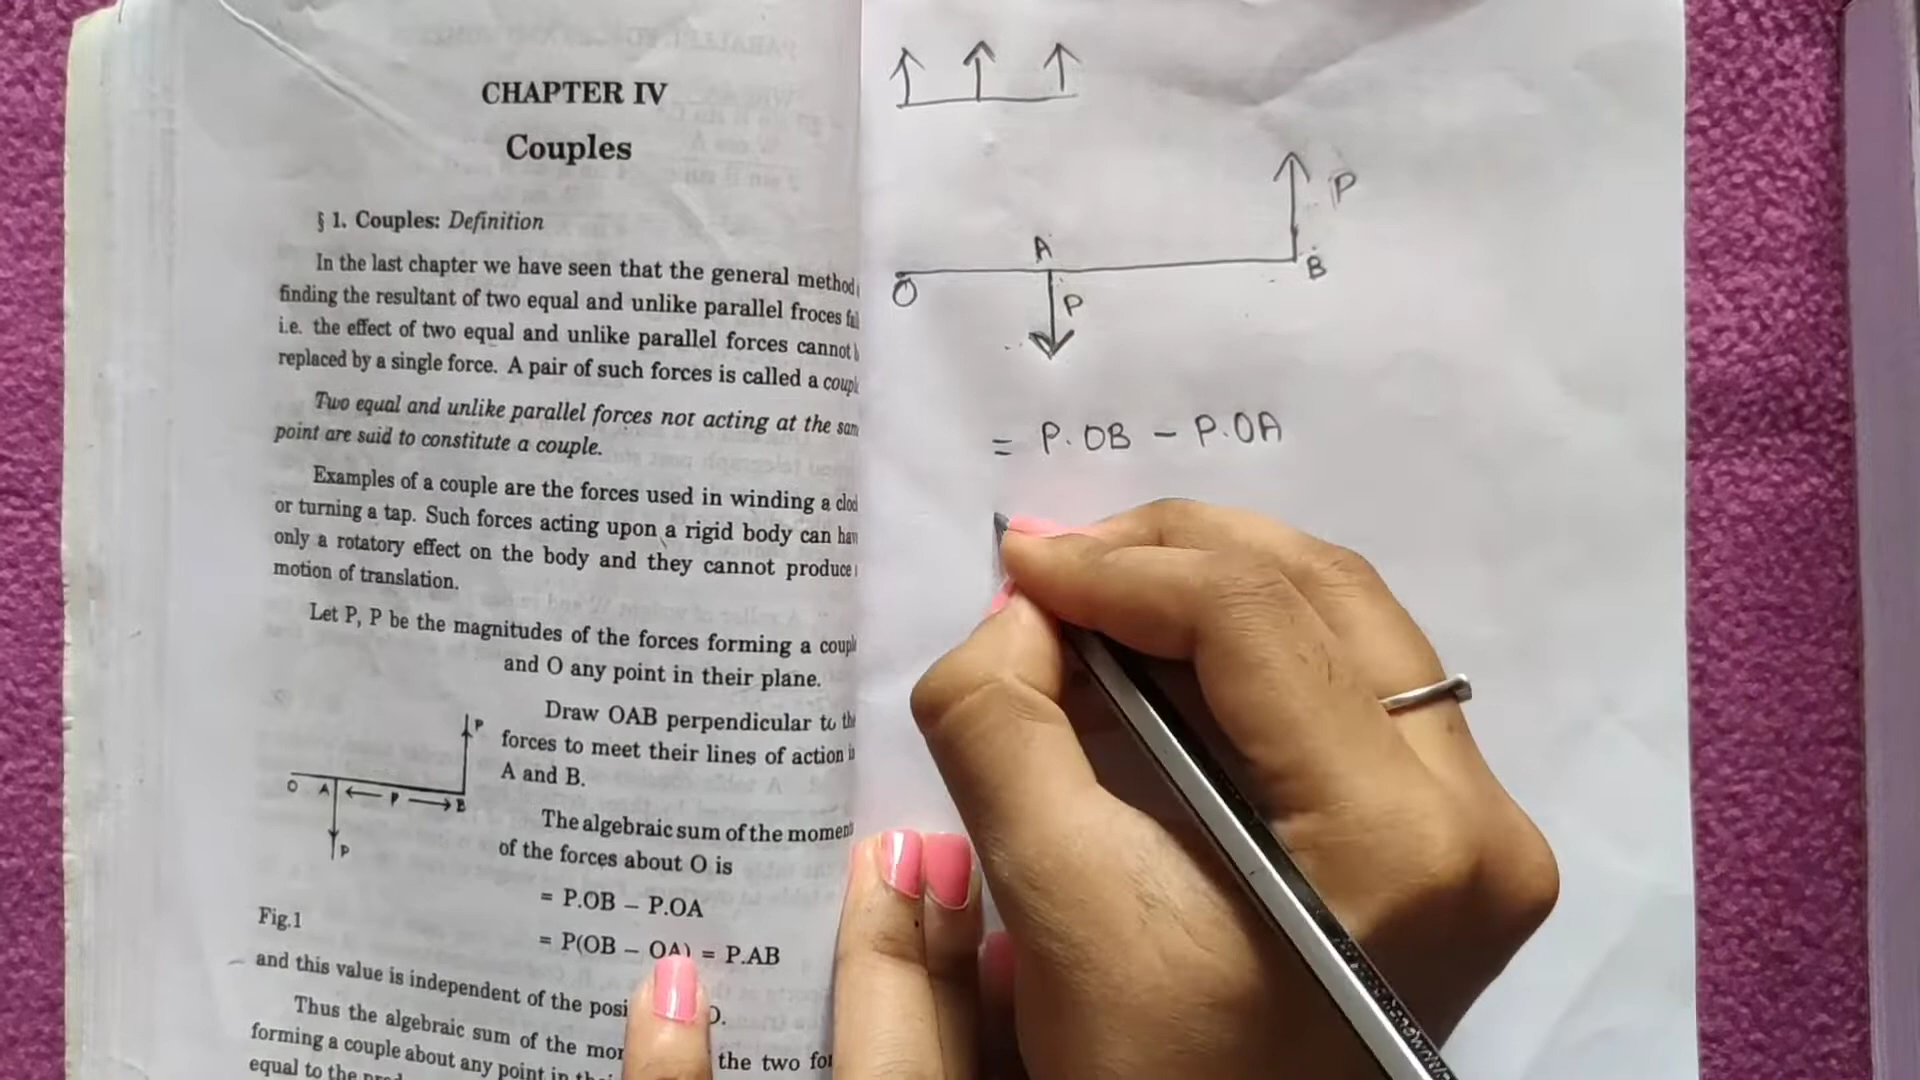 CHAPTER IV
Couples
§ 1. Couples: Definition
In the last chapter we have seen that the general method
finding the resultant of two equal and unlike parallel froces
i.e. the effect of two equal and unlike parallel forces cannot
replaced by a single force. A pair of such forces is called a
Two equal and unlike parallel forces not acting at the
point are said to constitute a couple.
Examples of a couple are the forces used in winding a
or turning a tap. Such forces acting upon a rigid body can
only a rotatory effect on the body and they cannot produce
motion of translation.
Let P, P be the magnitudes of the forces forming a
and O any point in their plane.
Draw OAB perpendicular to
forces to meet their lines of action
A and B.
The algebraic sum of the
of the forces about O is
= P.OB – P.OA
= P(OB – OA) = P.AB
O A P B
P
P
Fig.1
and this value is independent of the
Thus the algebraic sum of the
the two
forming a couple about any point in
equal to the
P
A
B
O
P
= P.OB – P.OA